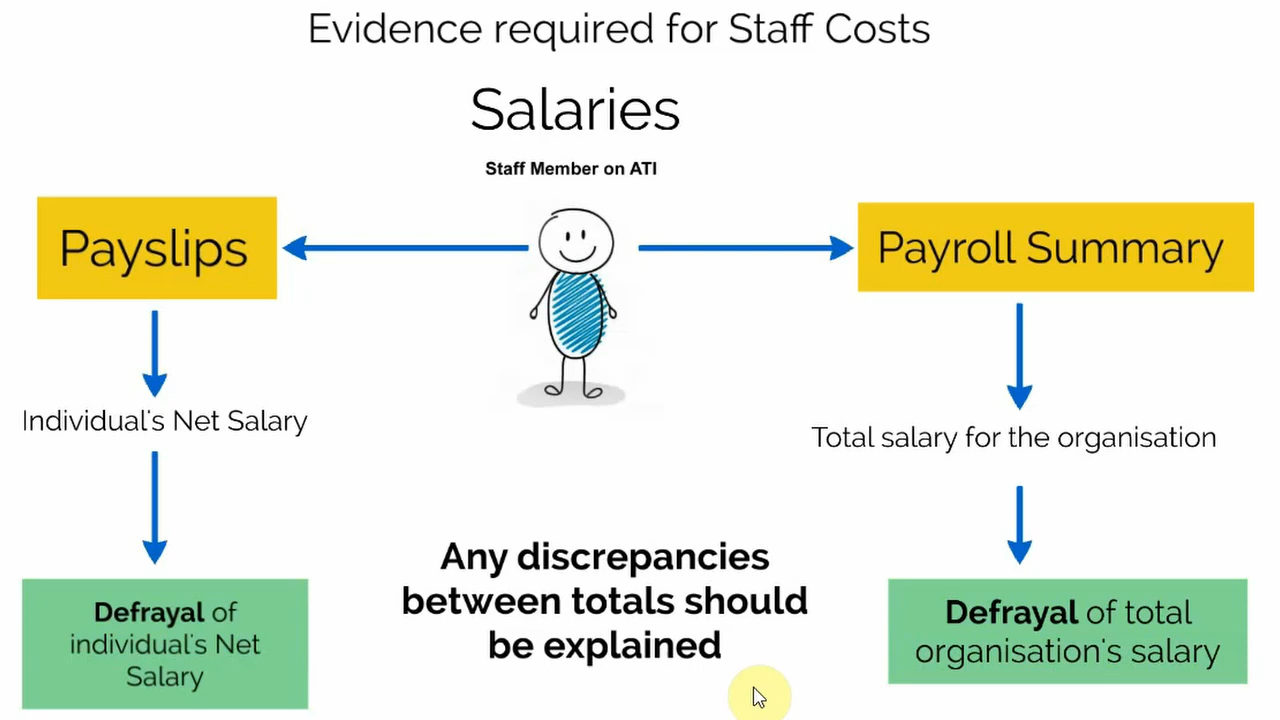 Evidence required for Staff Costs
Salaries
Staff Member on ATI
Payslips
Payroll Summary
Individual's Net Salary
Total salary for the organisation
Any discrepancies
between totals should
be explained
Defrayal of
individual's Net
Salary
Defrayal of total
organisation's salary